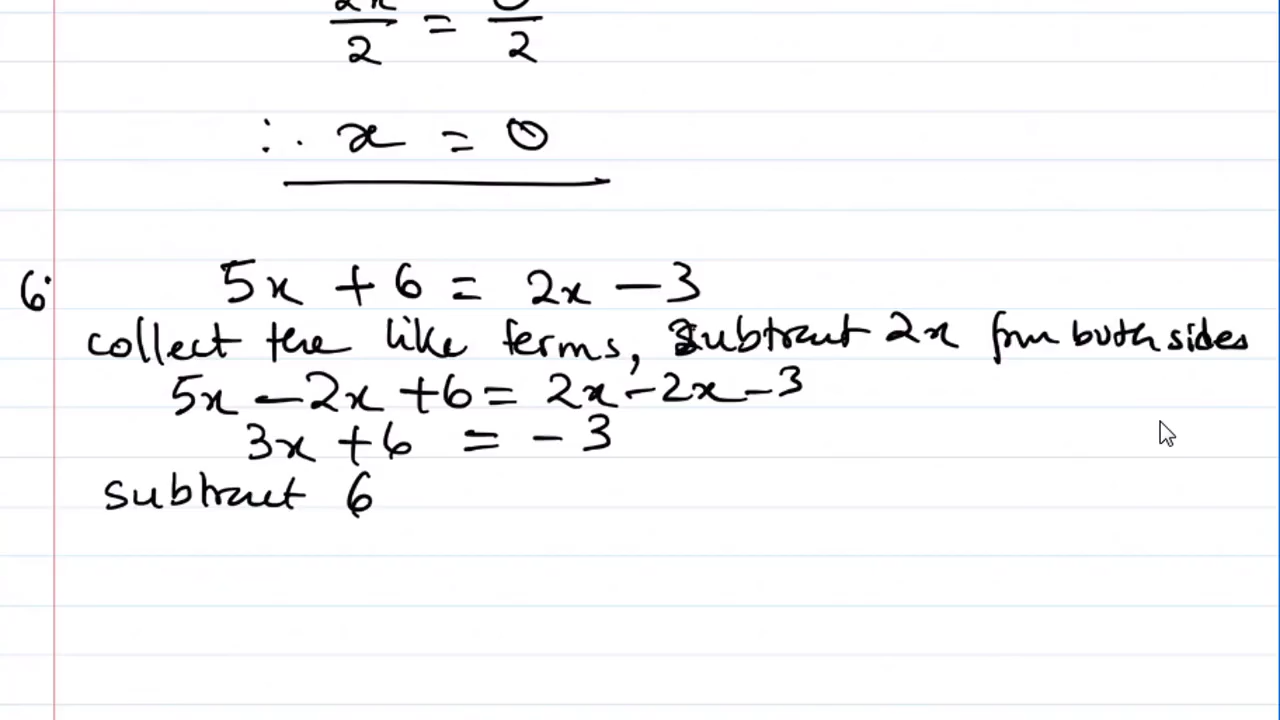 2x/2 = 0/2
∴ x = 0
6. 5x + 6 = 2x - 3
collect the like terms, subtract 2x from both sides
5x - 2x + 6 = 2x - 2x - 3
3x + 6 = - 3
subtract 6